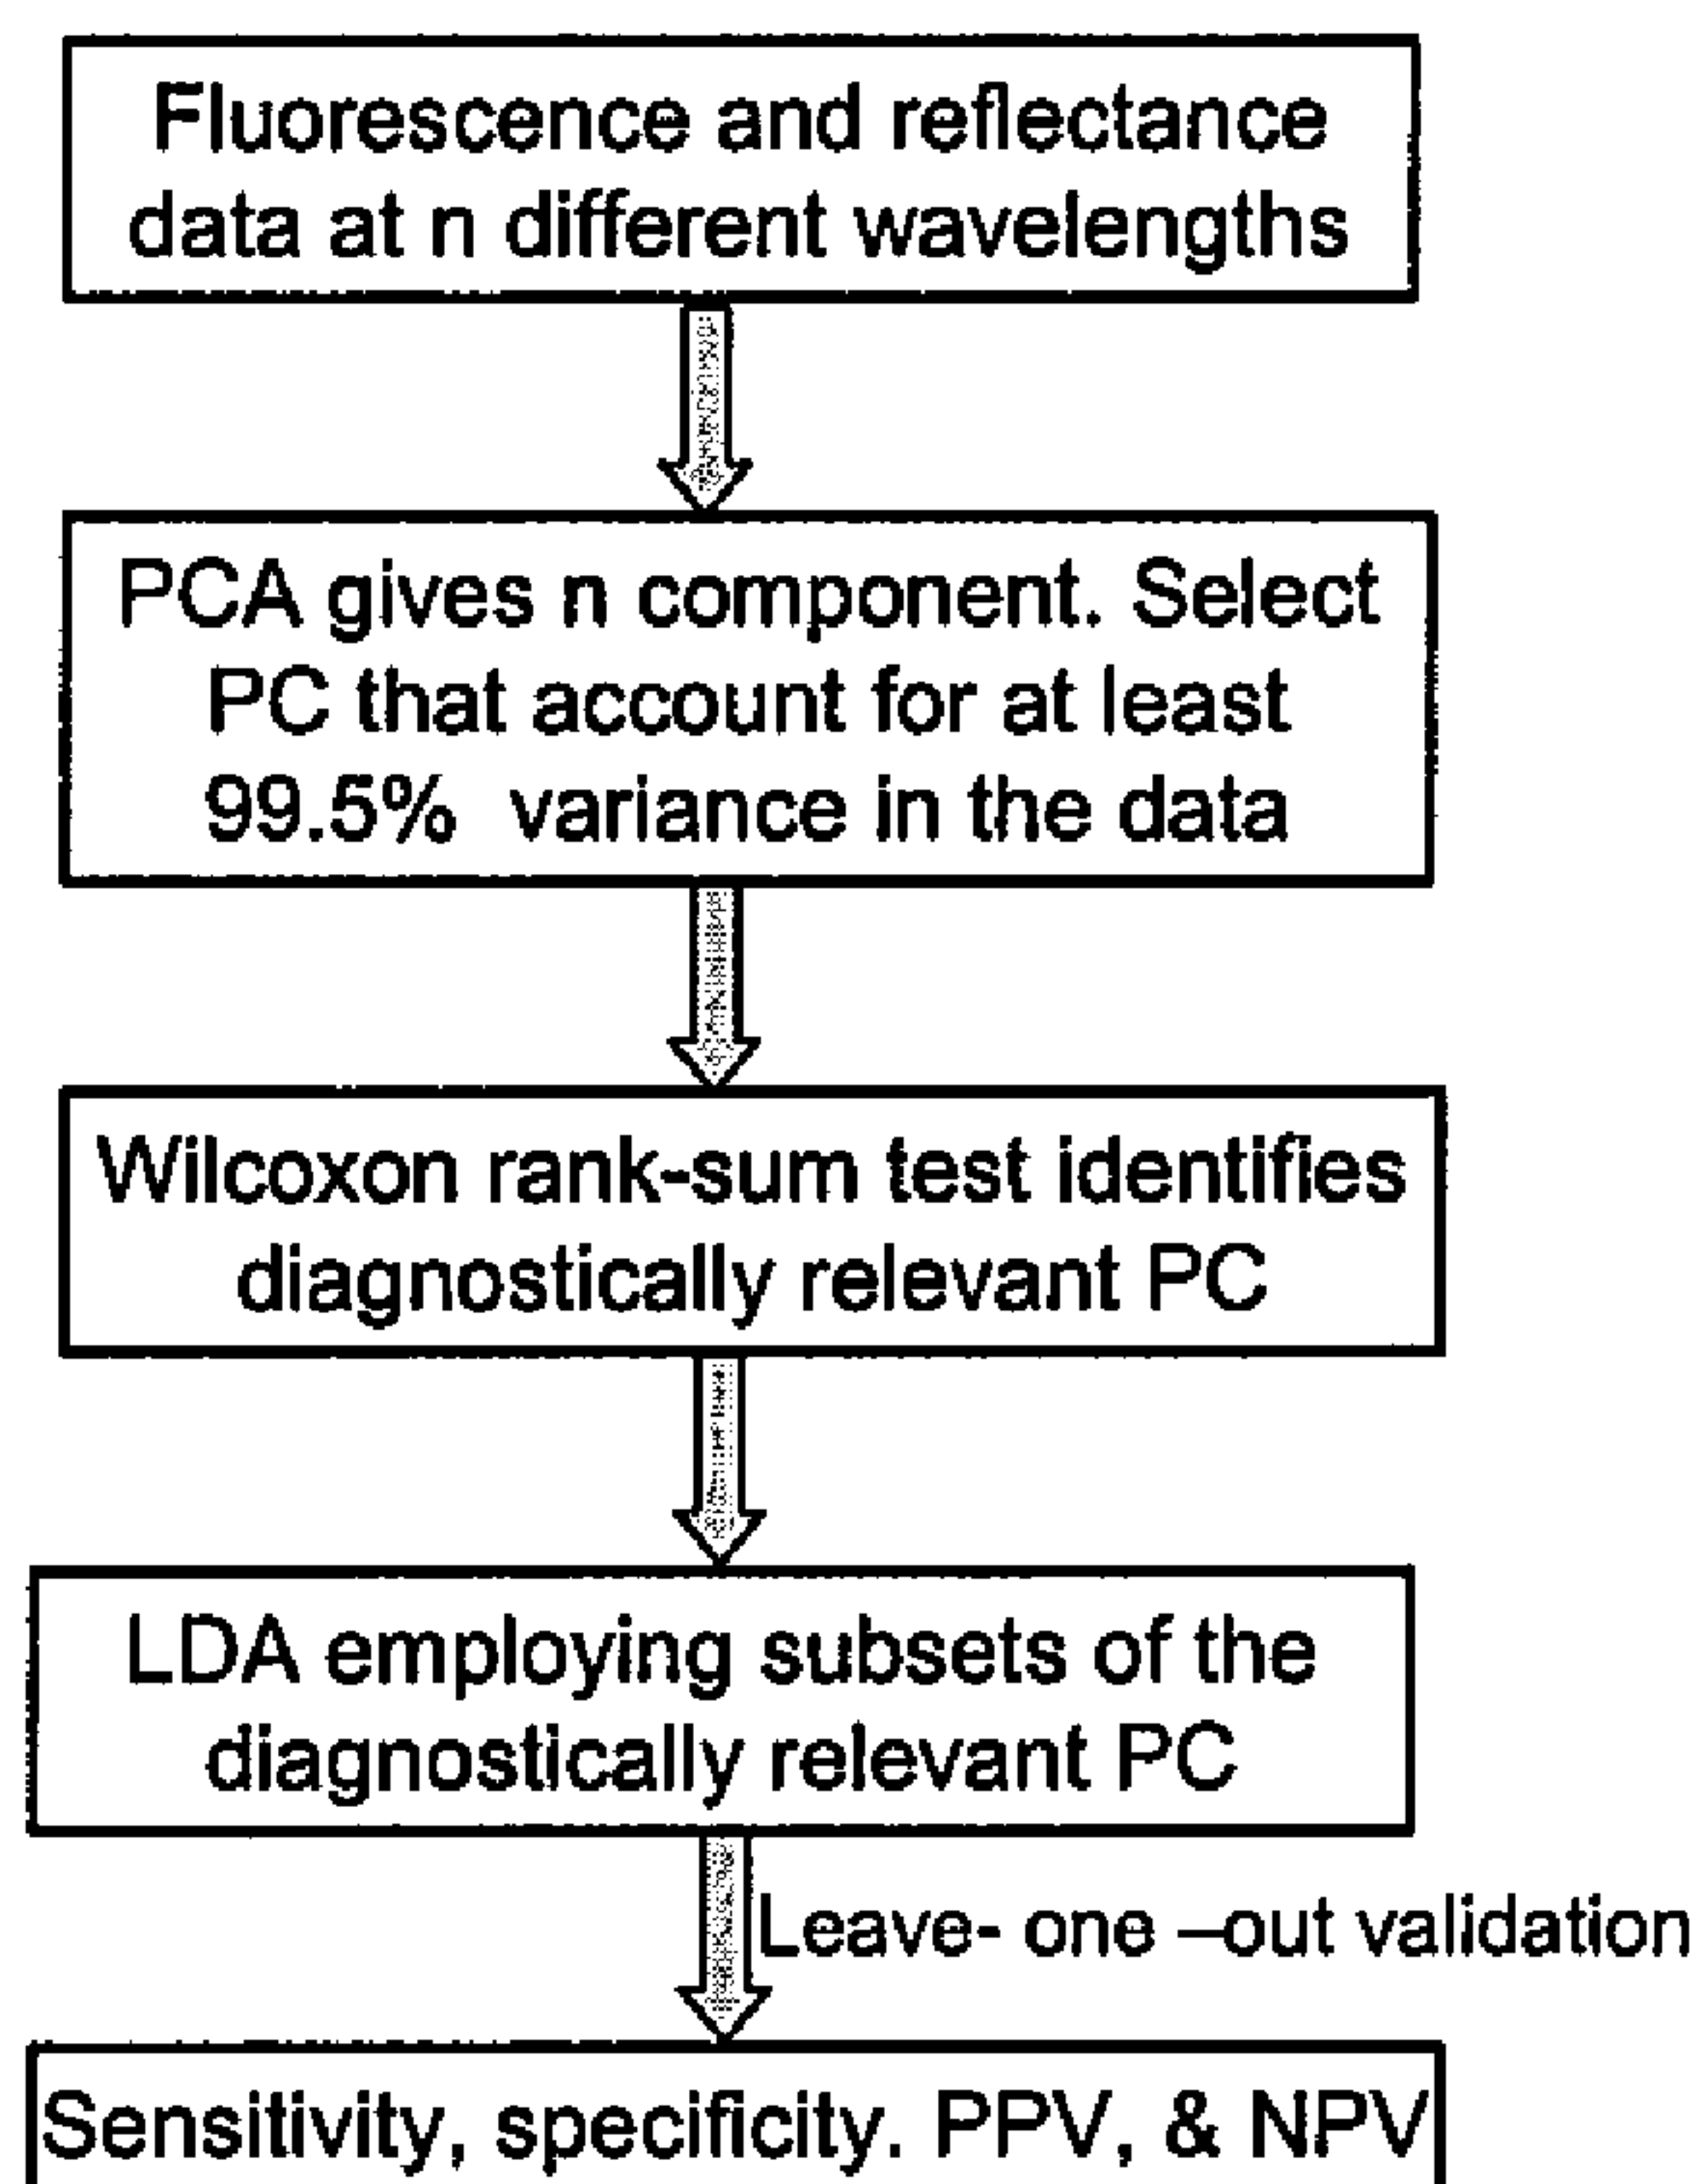 Fluorescence and reflectance
data at n different wavelengths
PCA gives n component. Select
PC that account for at least
99.5% variance in the data
Wilcoxon rank-sum test identifies
diagnostically relevant PC
LDA employing subsets of the
diagnostically relevant PC
Leave- one –out validation
Sensitivity, specificity. PPV, & NPV